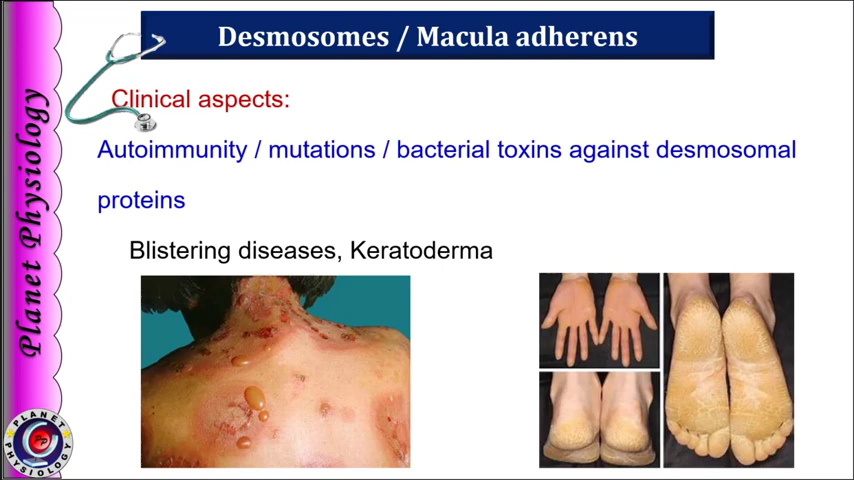 Desmosomes / Macula adherens
Clinical aspects:
Autoimmunity / mutations / bacterial toxins against desmosomal
proteins
Blistering diseases, Keratoderma
Planet Physiology
PLANET
PP
PHYSIOLOGY